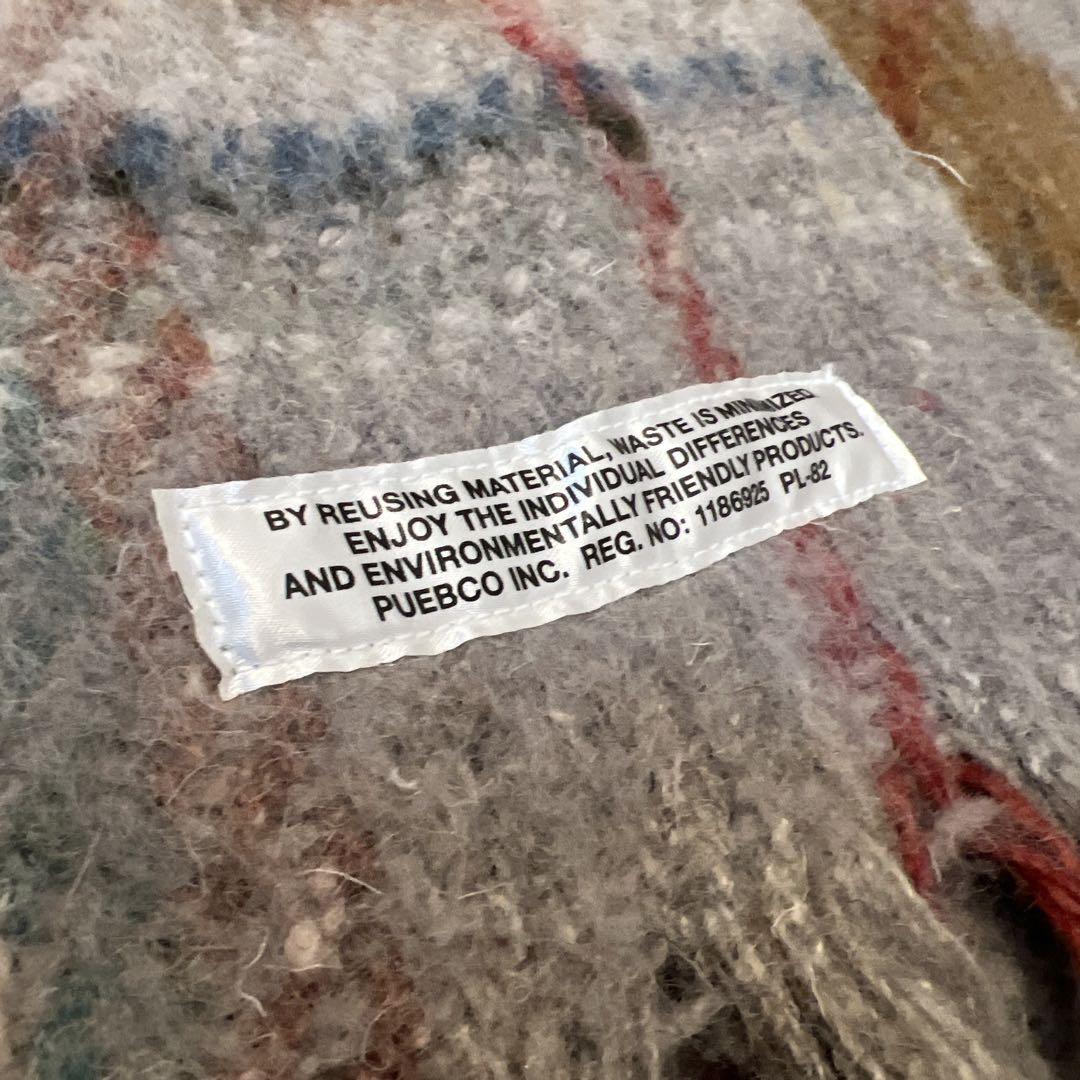 BY REUSING MATERIAL, WASTE IS MINIMIZED
ENJOY THE INDIVIDUAL DIFFERENCES
AND ENVIRONMENTALLY FRIENDLY PRODUCTS.
PUEBCO INC. REG. NO: 1186925 PL-82